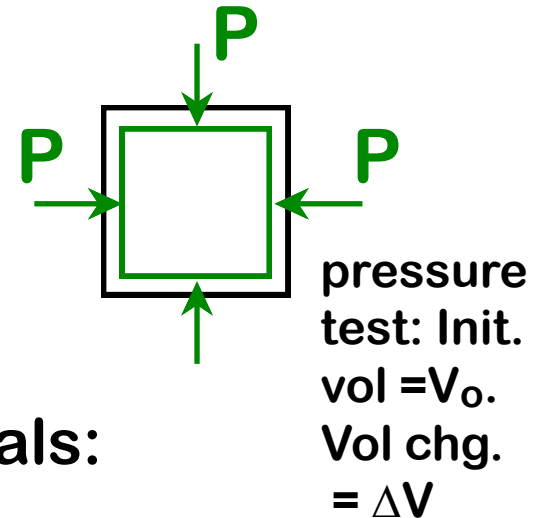 P
P P
pressure
test: Init.
vol =Vₒ.
als:
Vol chg.
= ΔV